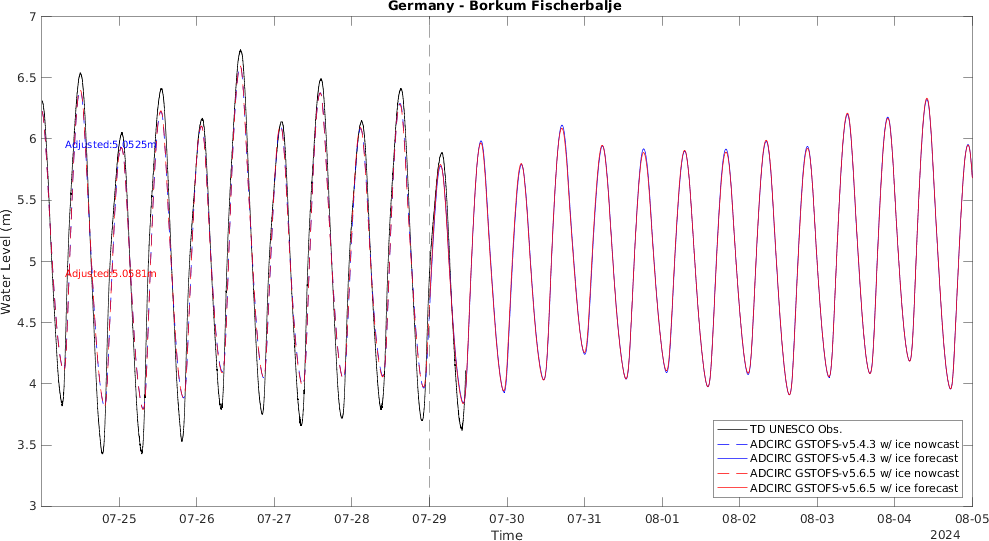 Germany - Borkum Fischerbalje
7
6.5
6
5.5
5
4.5
4
3.5
3
Water Level (m)
Adjusted:5.0525m
Adjusted:5.0581m
TD UNESCO Obs.
ADCIRC GSTOFS-v5.4.3 w/ ice nowcast
ADCIRC GSTOFS-v5.4.3 w/ ice forecast
ADCIRC GSTOFS-v5.6.5 w/ ice nowcast
ADCIRC GSTOFS-v5.6.5 w/ ice forecast
07-25 07-26 07-27 07-28 07-29 07-30 07-31 08-01 08-02 08-03 08-04 08-05
Time
2024